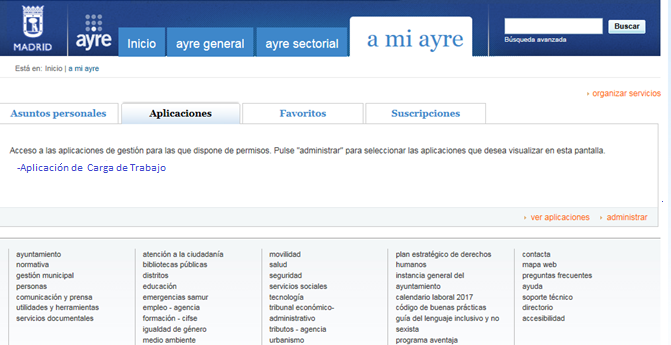 MADRID
ayre
Inicio
ayre general
ayre sectorial
a mi ayre
Buscar
Búsqueda avanzada
Está en: Inicio | a mi ayre
› organizar servicios
Asuntos personales
Aplicaciones
Favoritos
Suscripciones
Acceso a las aplicaciones de gestión para las que dispone de permisos. Pulse "administrar" para seleccionar las aplicaciones que desea visualizar en esta pantalla.
-Aplicación de Carga de Trabajo
› ver aplicaciones › administrar
ayuntamiento
normativa
gestión municipal
personas
comunicación y prensa
utilidades y herramientas
servicios documentales
atención a la ciudadanía
bibliotecas públicas
distritos
educación
emergencias samur
empleo - agencia
formación - cifse
igualdad de género
medio ambiente
movilidad
salud
seguridad
servicios sociales
tecnología
tribunal económico-
administrativo
tributos - agencia
urbanismo
plan estratégico de derechos
humanos
instancia general del
ayuntamiento
calendario laboral 2017
código de buenas prácticas
guía del lenguaje inclusivo y no
sexista
programa aventaja
contacta
mapa web
preguntas frecuentes
ayuda
soporte técnico
directorio
accesibilidad